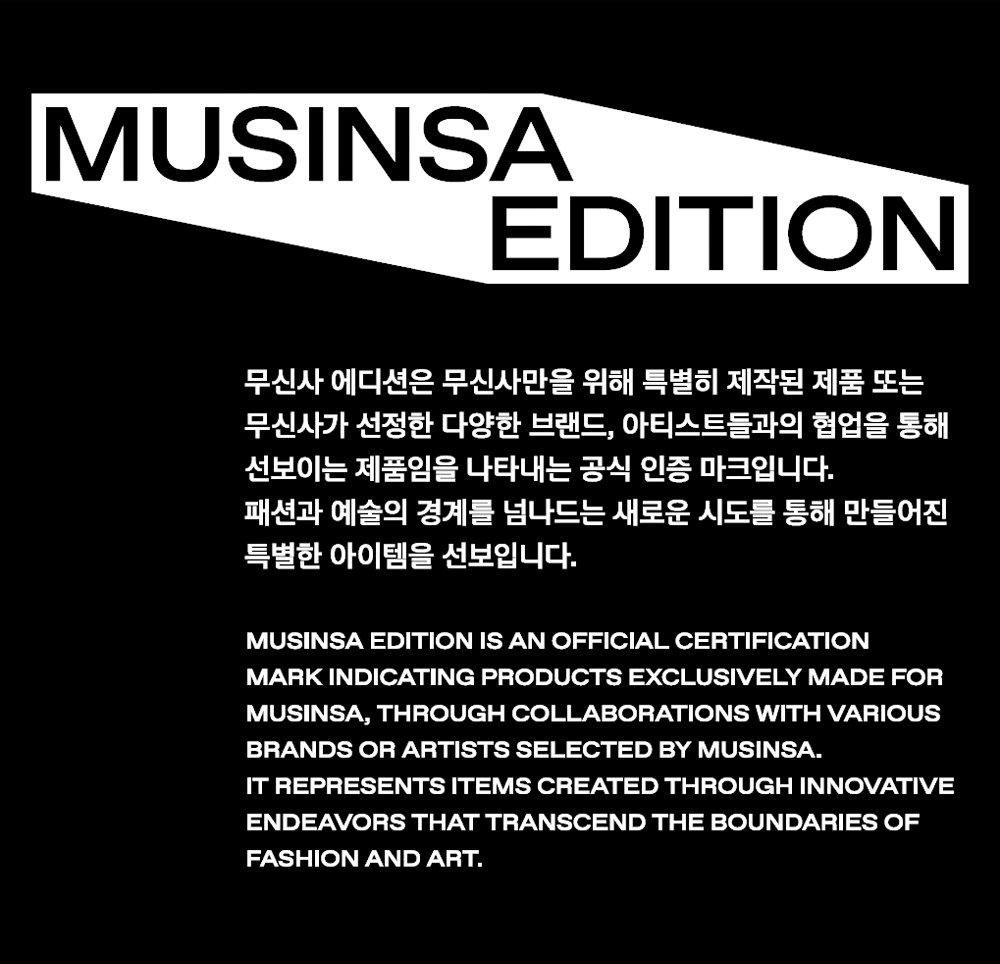 MUSINSA
EDITION
무신사 에디션은 무신사만을 위해 특별히 제작된 제품 또는
무신사가 선정한 다양한 브랜드, 아티스트들과의 협업을 통해
선보이는 제품임을 나타내는 공식 인증 마크입니다.
패션과 예술의 경계를 넘나드는 새로운 시도를 통해 만들어진
특별한 아이템을 선보입니다.
MUSINSA EDITION IS AN OFFICIAL CERTIFICATION
MARK INDICATING PRODUCTS EXCLUSIVELY MADE FOR
MUSINSA, THROUGH COLLABORATIONS WITH VARIOUS
BRANDS OR ARTISTS SELECTED BY MUSINSA.
IT REPRESENTS ITEMS CREATED THROUGH INNOVATIVE
ENDEAVORS THAT TRANSCEND THE BOUNDARIES OF
FASHION AND ART.